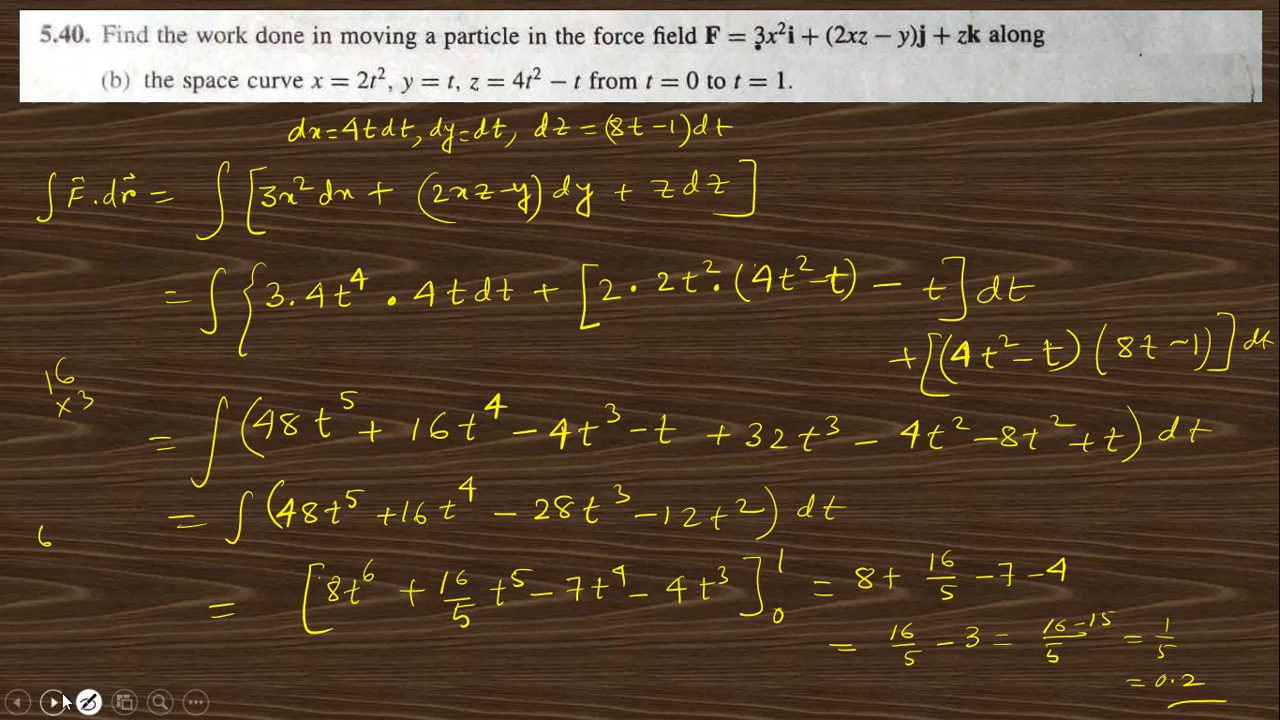 5.40. Find the work done in moving a particle in the force field F = 3x²i + (2xz − y)j + zk along
(b) the space curve x = 2t², y = t, z = 4t² − t from t = 0 to t = 1.
dx=4tdt, dy=dt, dz=(8t−1)dt
∫F⃗.dr⃗ = ∫[3x²dx + (2xz−y)dy + zdz]
= ∫{3.4t⁴ . 4tdt + [2.2t².(4t²−t) − t]dt
+[(4t²−t)(8t−1)]dt
16
×3
= ∫(48t⁵ + 16t⁴ − 4t³ − t + 32t³ − 4t² − 8t² + t) dt
= ∫(48t⁵ + 16t⁴ − 28t³ − 12t²) dt
6
= [8t⁶ + 16/5 t⁵ − 7t⁴ − 4t³]₀¹ = 8 + 16/5 − 7 − 4
= 16/5 − 3 = 16−15/5 = 1/5
= 0.2